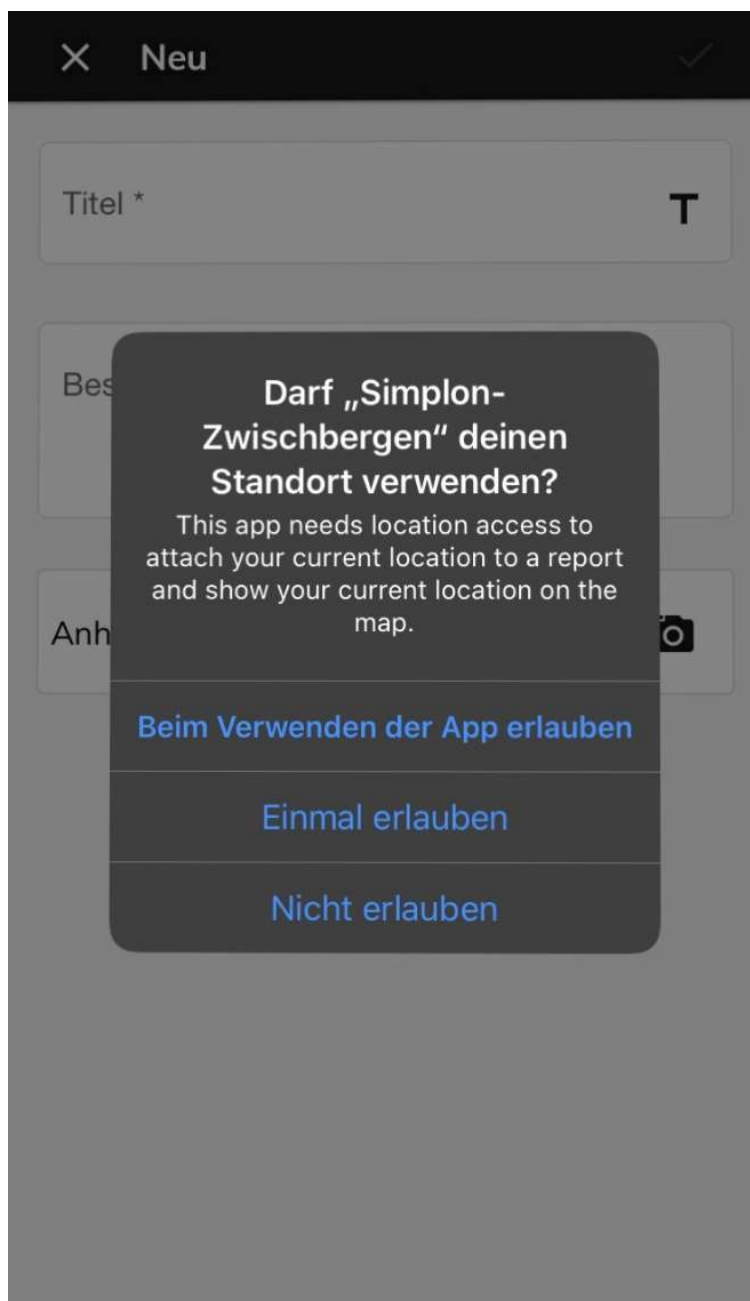 Neu
Titel *
Bes
Darf „Simplon-
Zwischbergen“ deinen
Standort verwenden?
This app needs location access to
attach your current location to a report
and show your current location on the
map.
Anh
Beim Verwenden der App erlauben
Einmal erlauben
Nicht erlauben